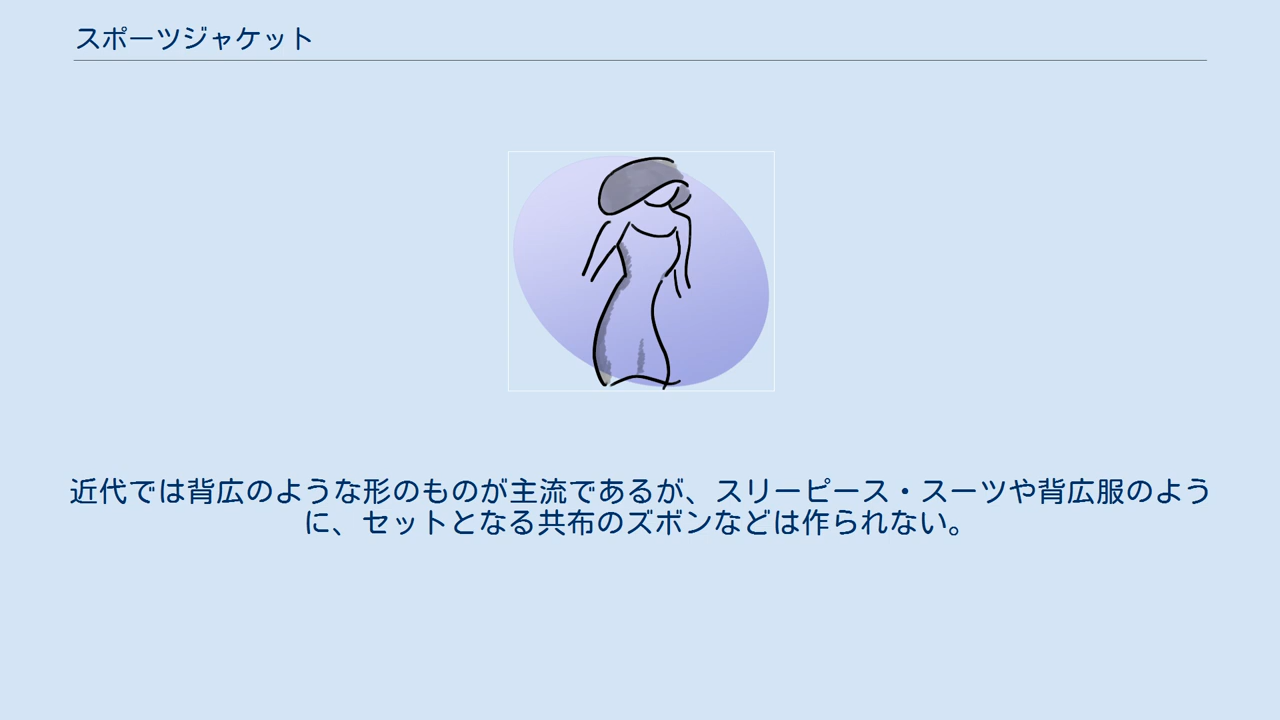 スポーツジャケット
近代では背広のような形のものが主流であるが、スリーピース・スーツや背広服のよう
に、セットとなる共布のズボンなどは作られない。